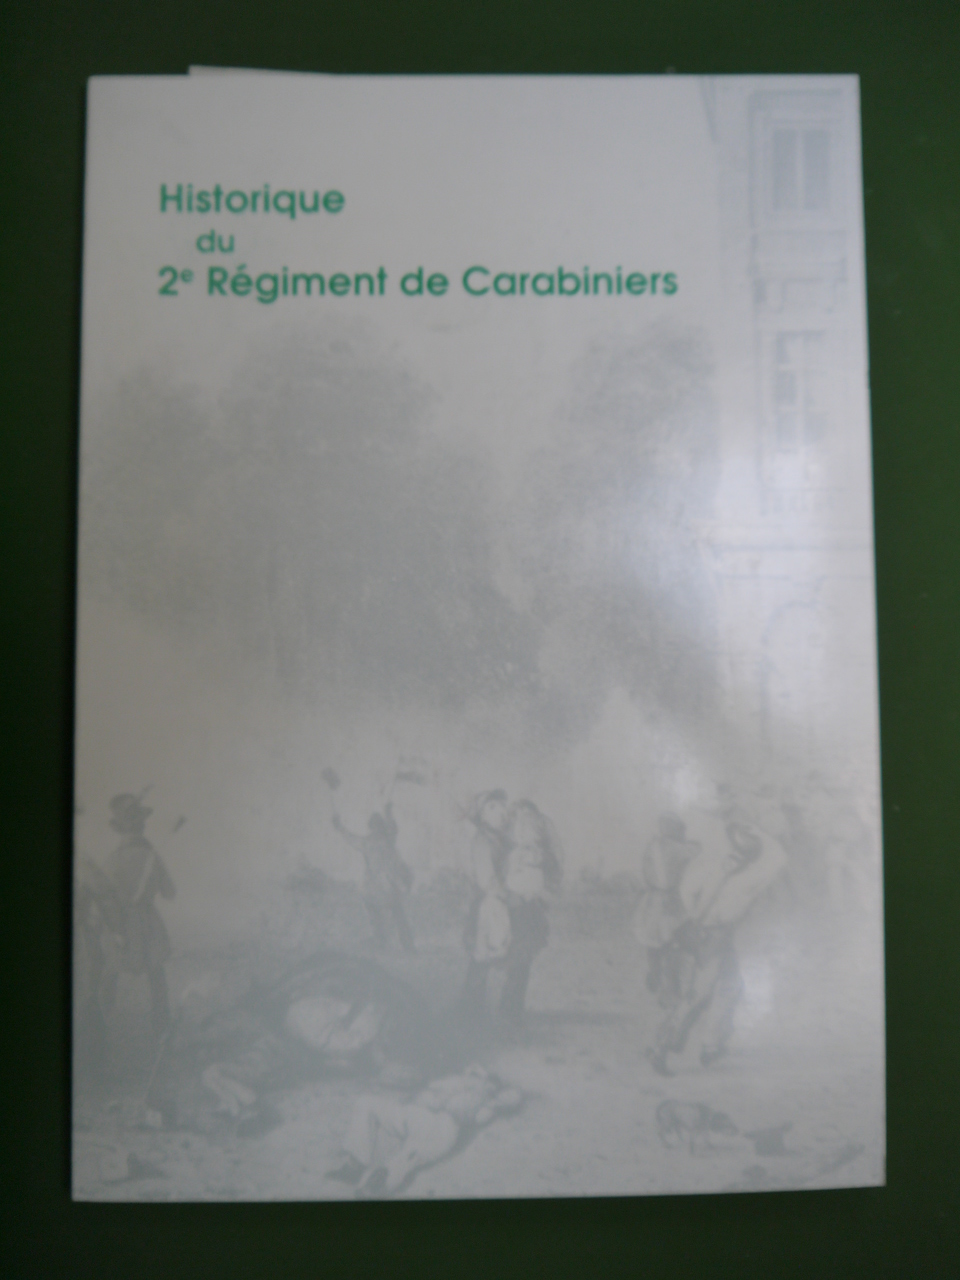 Historique
du
2e Régiment de Carabiniers